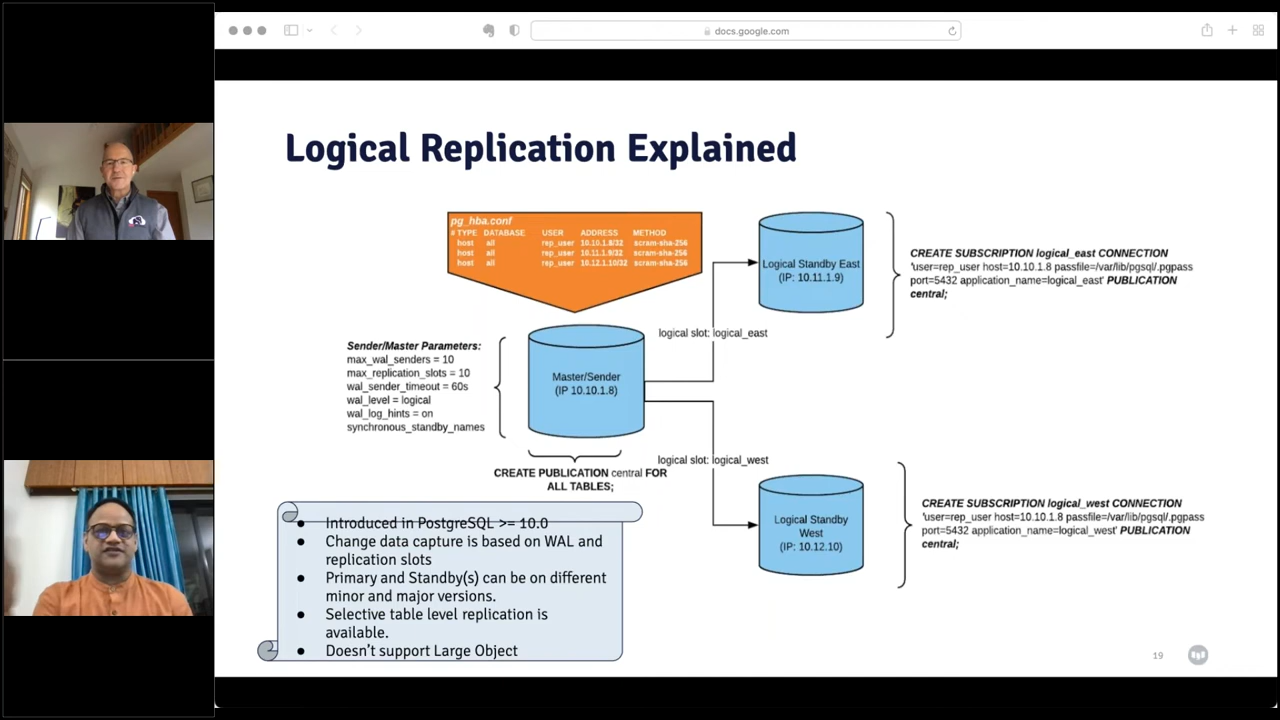 docs.google.com
Logical Replication Explained
pg_hba.conf
# TYPE DATABASE USER ADDRESS METHOD
host all rep_user 10.10.1.8/32 scram-sha-256
host all rep_user 10.11.1.9/32 scram-sha-256
host all rep_user 10.12.1.10/32 scram-sha-256
Logical Standby East
(IP: 10.11.1.9)
CREATE SUBSCRIPTION logical_east CONNECTION
'user=rep_user host=10.10.1.8 passfile=/var/lib/pgsql/.pgpass
port=5432 application_name=logical_east' PUBLICATION
central;
logical slot: logical_east
Sender/Master Parameters:
max_wal_senders = 10
max_replication_slots = 10
wal_sender_timeout = 60s
wal_level = logical
wal_log_hints = on
synchronous_standby_names
Master/Sender
(IP 10.10.1.8)
CREATE PUBLICATION central FOR
ALL TABLES;
logical slot: logical_west
Logical Standby
West
(IP: 10.12.10)
CREATE SUBSCRIPTION logical_west CONNECTION
'user=rep_user host=10.10.1.8 passfile=/var/lib/pgsql/.pgpass
port=5432 application_name=logical_west' PUBLICATION
central;
● Introduced in PostgreSQL >= 10.0
● Change data capture is based on WAL and
replication slots
● Primary and Standby(s) can be on different
minor and major versions.
● Selective table level replication is
available.
● Doesn't support Large Object
19